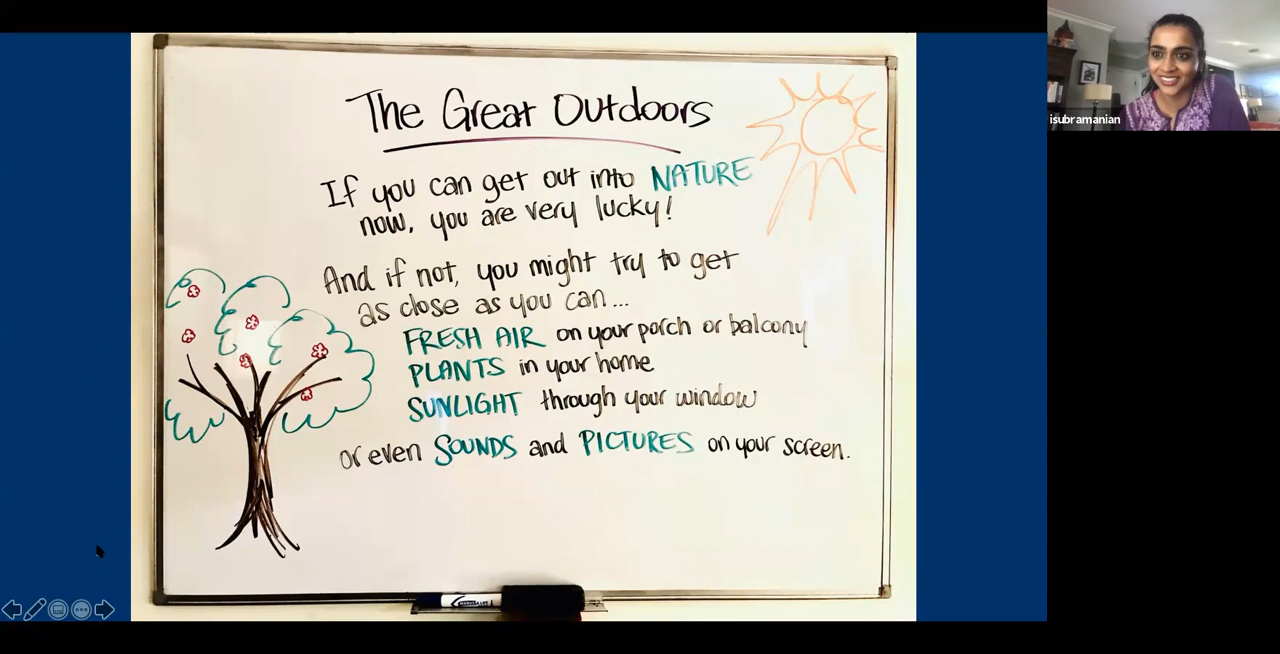 The Great Outdoors
If you can get out into NATURE
now, you are very lucky!
And if not, you might try to get
as close as you can...
FRESH AIR on your porch or balcony
PLANTS in your home
SUNLIGHT through your window
or even SOUNDS and PICTURES on your screen.
isubramanian